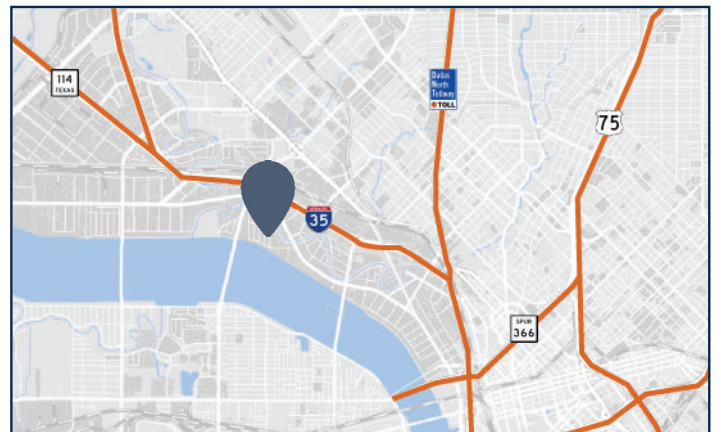 114
TEXAS
Dallas
North
Tollway
TOLL
75
35
SPUR
366